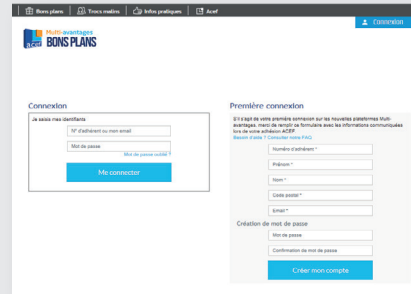 Bons plans
Trocs malins
Infos pratiques
Acef
Connexion
Multi-avantages
acef BONS PLANS
Connexion
Je saisis mes identifiants
N° d'adhérent ou mon email
Mot de passe
Mot de passe oublié ?
Me connecter
Première connexion
S'il s'agit de votre première connexion sur les nouvelles plateformes Multi-
avantages, merci de remplir ce formulaire avec les informations communiquées
lors de votre adhésion ACEF.
Besoin d'aide ? Consulter notre FAQ
Numéro d'adhérent *
Prénom *
Nom *
Code postal *
Email *
Création de mot de passe
Mot de passe
Confirmation de mot de passe
Créer mon compte